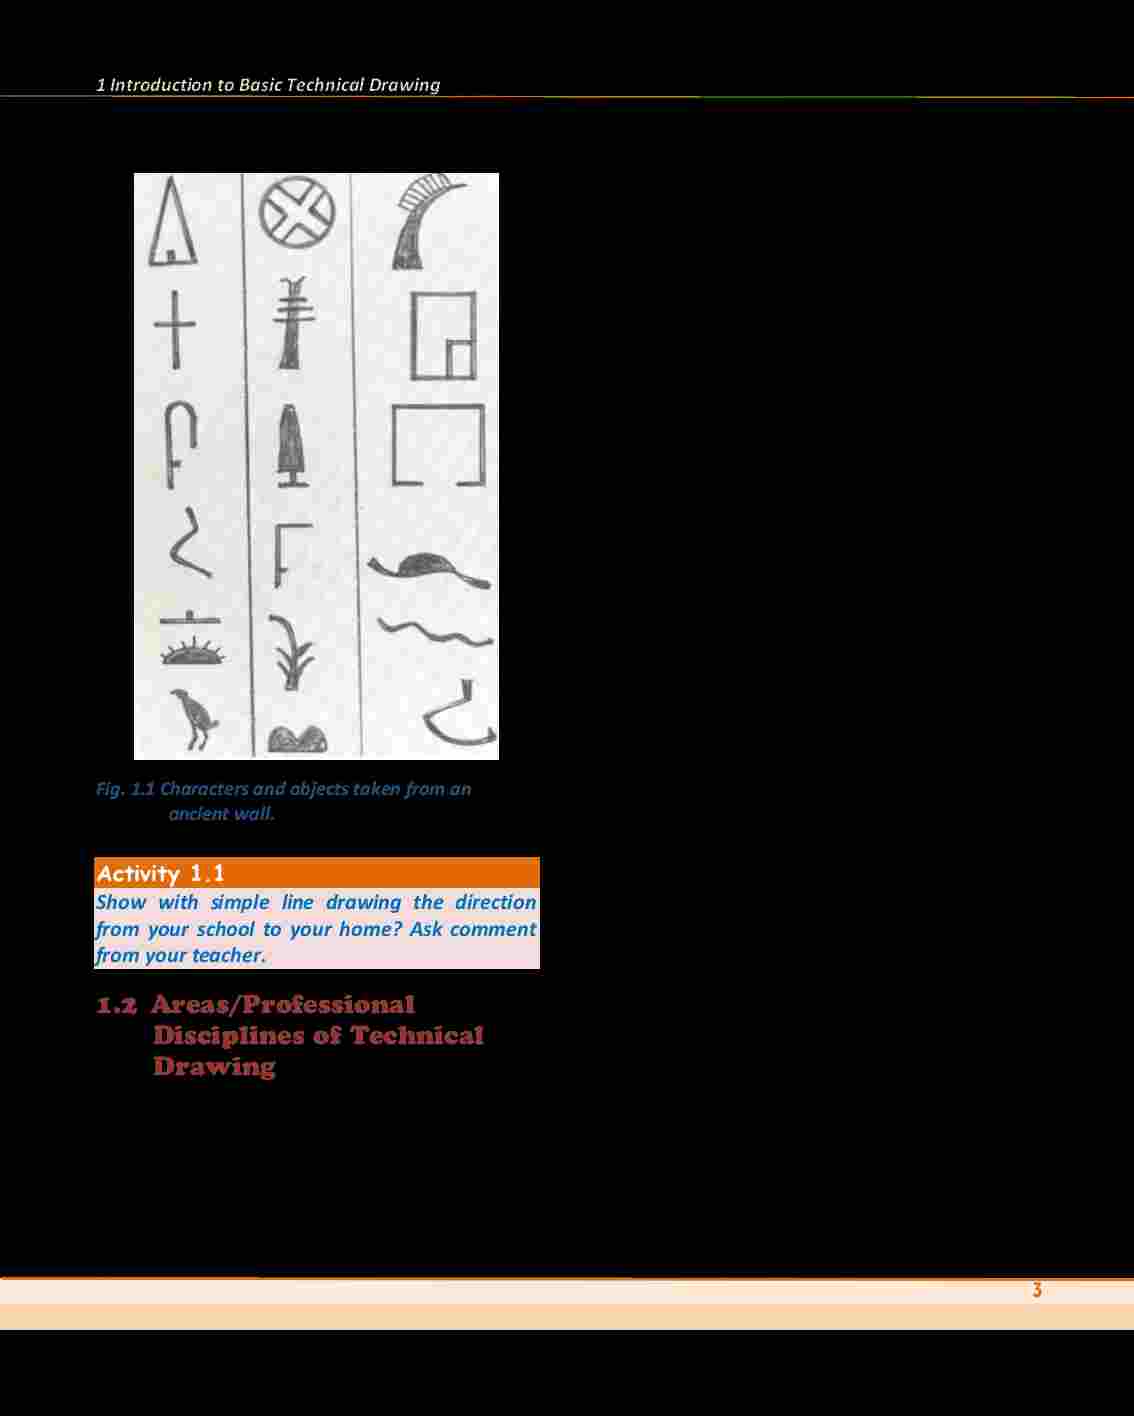 1 Introduction to Basic Technical Drawing
Fig. 1.1 Characters and objects taken from an
ancient wall.
Activity 1.1
Show with simple line drawing the direction
from your school to your home? Ask comment
from your teacher.
1.2 Areas/Professional
Disciplines of Technical
Drawing
3